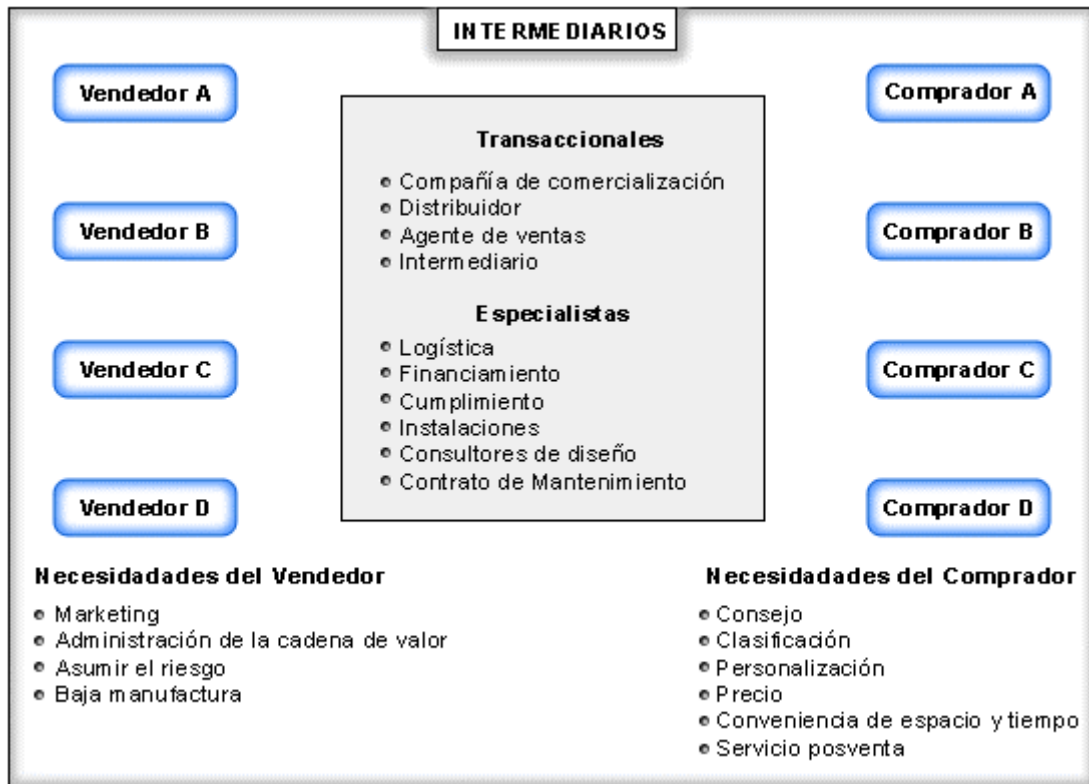 INTERMEDIARIOS
Vendedor A
Vendedor B
Vendedor C
Vendedor D
Transaccionales
Compañía de comercialización
Distribuidor
Agente de ventas
Intermediario
Especialistas
Logística
Financiamiento
Cumplimiento
Instalaciones
Consultores de diseño
Contrato de Mantenimiento
Comprador A
Comprador B
Comprador C
Comprador D
Necesidadades del Vendedor
Marketing
Administración de la cadena de valor
Asumir el riesgo
Baja manufactura
Necesidades del Comprador
Consejo
Clasificación
Personalización
Precio
Conveniencia de espacio y tiempo
Servicio posventa